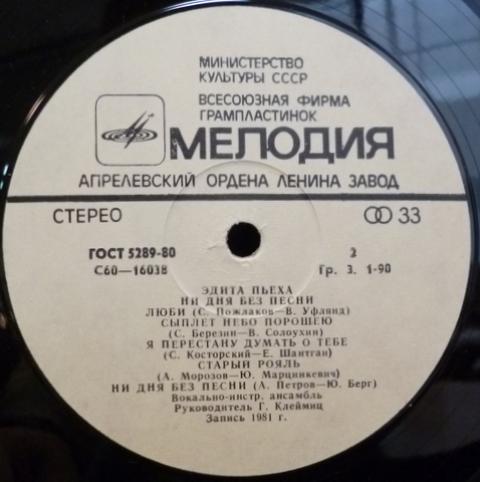 МИНИСТЕРСТВО
КУЛЬТУРЫ СССР
ВСЕСОЮЗНАЯ ФИРМА
ГРАМПЛАСТИНОК
МЕЛОДИЯ
АПРЕЛЕВСКИЙ ОРДЕНА ЛЕНИНА ЗАВОД
СТЕРЕО 33
ГОСТ 5289-80 2
С60—16038 Гр. 3. 1-90
ЭДИТА ПЬЕХА
НИ ДНЯ БЕЗ ПЕСНИ
ЛЮБИ (С. Пожлаков—В. Уфлянд)
СЫПЛЕТ НЕБО ПОРОШЕЮ
(С. Березин—В. Солоухин)
Я ПЕРЕСТАНУ ДУМАТЬ О ТЕБЕ
(С. Косторский—Е. Шантгаи)
СТАРЫЙ РОЯЛЬ
(А. Морозов—Ю. Марцинкевич)
НИ ДНЯ БЕЗ ПЕСНИ (А. Петров—Ю. Берг)
Вокально-инстр. ансамбль
Руководитель Г. Клеймиц
Запись 1981 г.